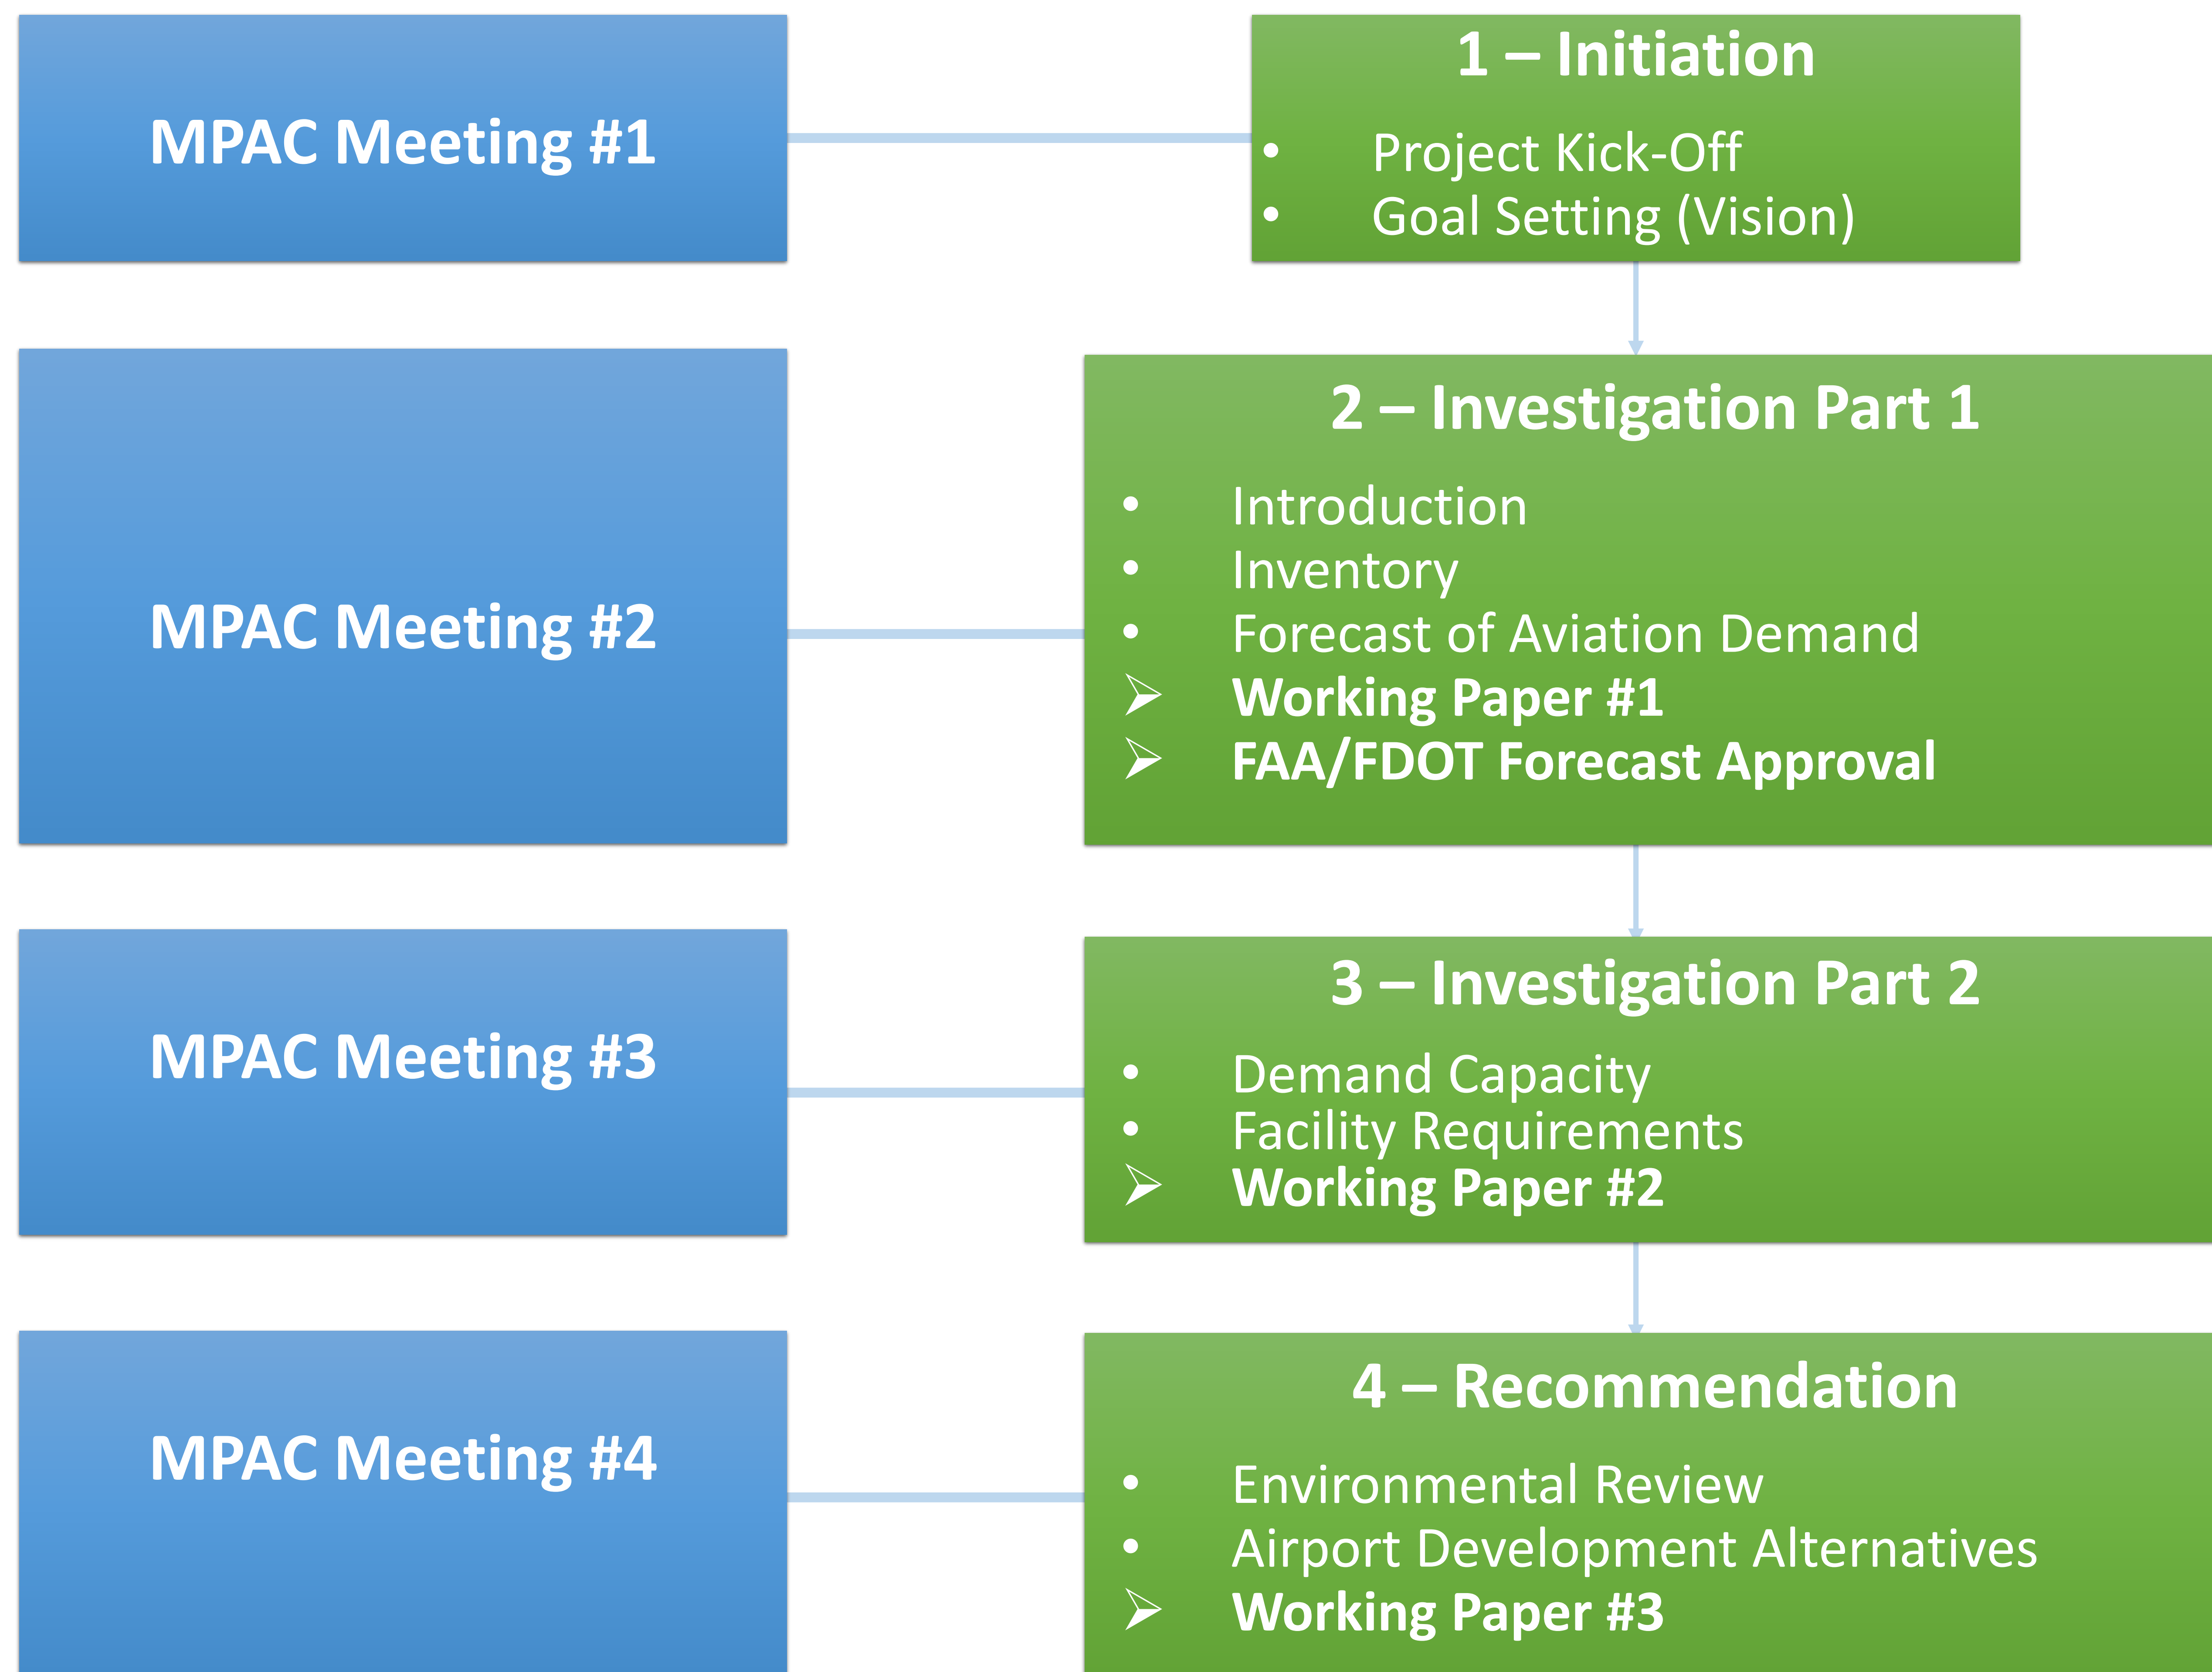 MPAC Meeting #1
1 – Initiation
• Project Kick-Off
• Goal Setting (Vision)
MPAC Meeting #2
2 – Investigation Part 1
• Introduction
• Inventory
• Forecast of Aviation Demand
➢ Working Paper #1
➢ FAA/FDOT Forecast Approval
MPAC Meeting #3
3 – Investigation Part 2
• Demand Capacity
• Facility Requirements
➢ Working Paper #2
MPAC Meeting #4
4 – Recommendation
• Environmental Review
• Airport Development Alternatives
➢ Working Paper #3